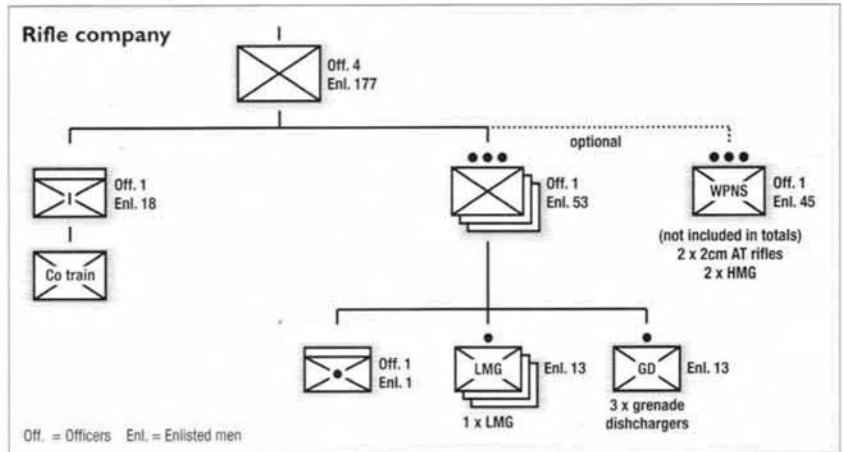 Rifle company
Off. 4
Enl. 177
optional
I
Off. 1
Enl. 18
Off. 1
Enl. 53
WPNS
Off. 1
Enl. 45
(not included in totals)
2 x 2cm AT rifles
2 x HMG
Co train
Off. 1
Enl. 1
LMG
Enl. 13
1 x LMG
GD
Enl. 13
3 x grenade
dishchargers
Off. = Officers Enl. = Enlisted men